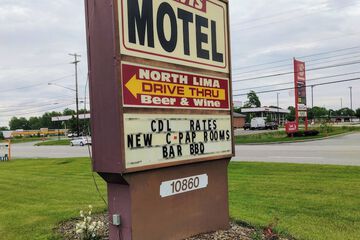 MOTEL
NORTH LIMA
DRIVE THRU
Beer & Wine
CDL RATES
NEW C-PAP ROOMS
BAR BBQ
10860